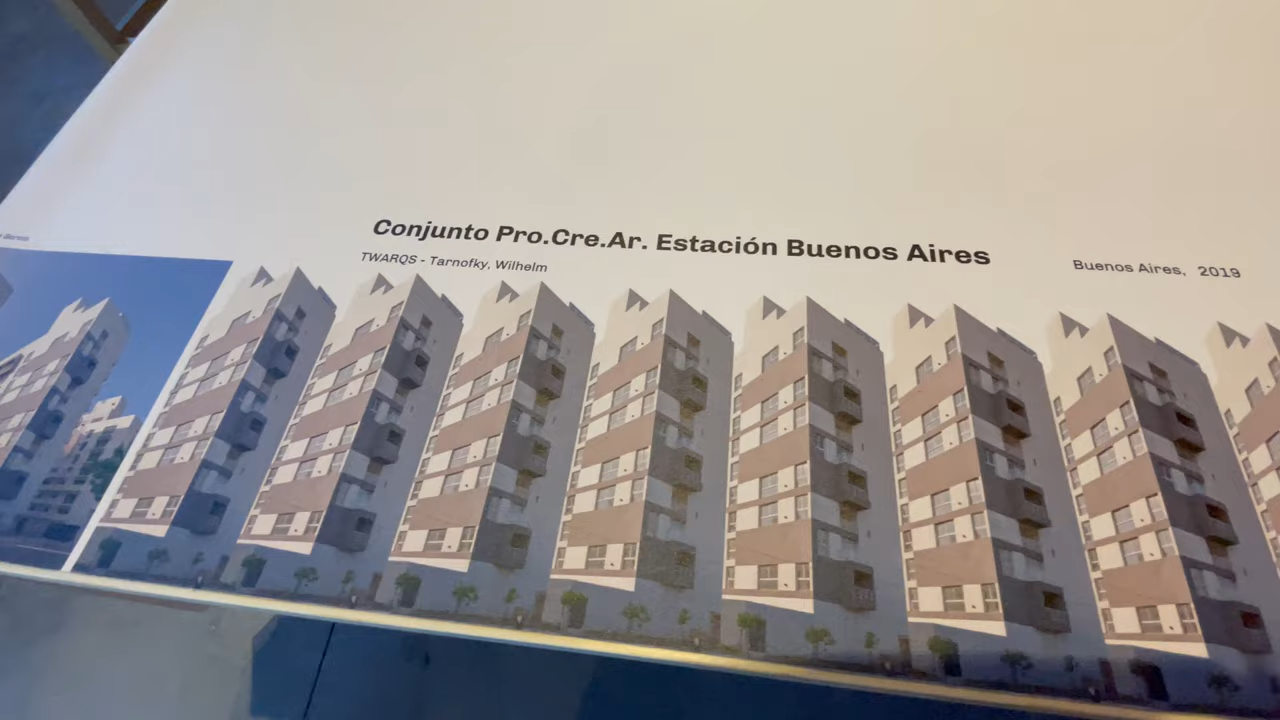 Conjunto Pro.Cre.Ar. Estación Buenos Aires
TWARQS - Tarnofky, Wilhelm
Buenos Aires, 2019